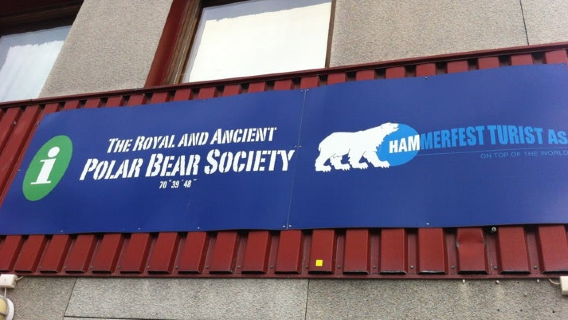 i
THE ROYAL AND ANCIENT
POLAR BEAR SOCIETY
70° 39' 48"
HAMMERFEST TURIST AS
ON TOP OF THE WORLD